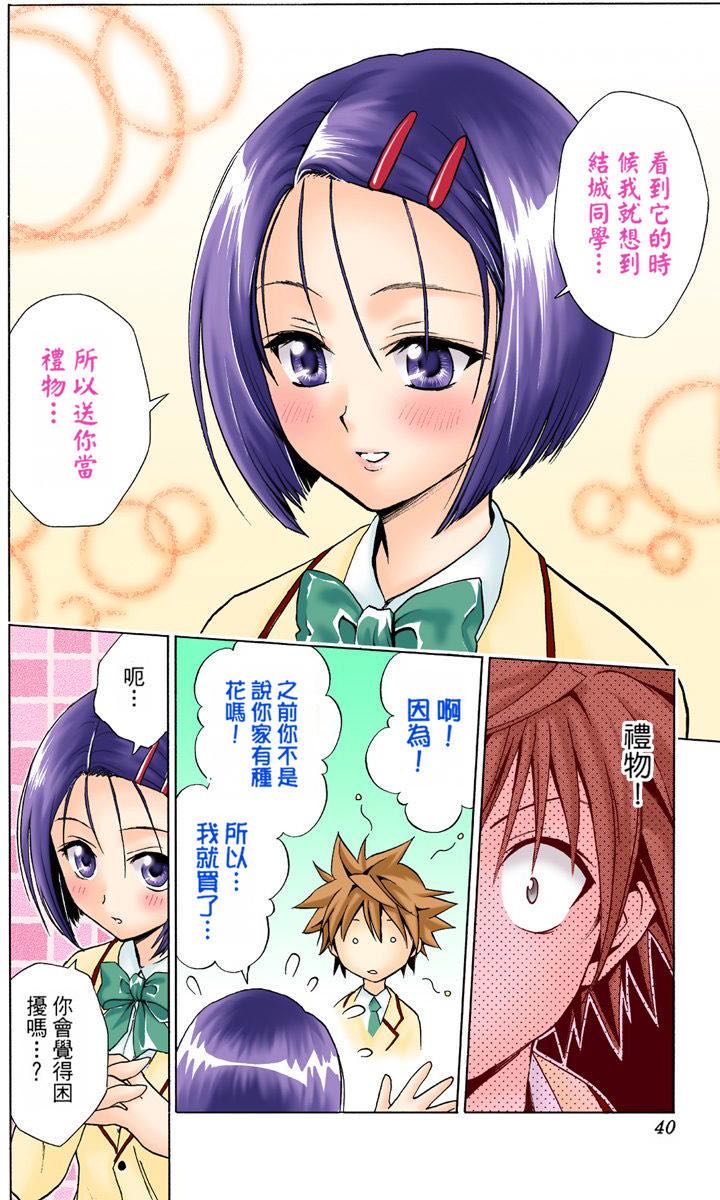 看到它的時
候我就想到
結城同學…
所以送你當
禮物…
禮物！
啊！
因為！
之前你不是
說你家有種
花嗎！
所以…
我就買了…
呃…
你會覺得困
擾嗎…？
40